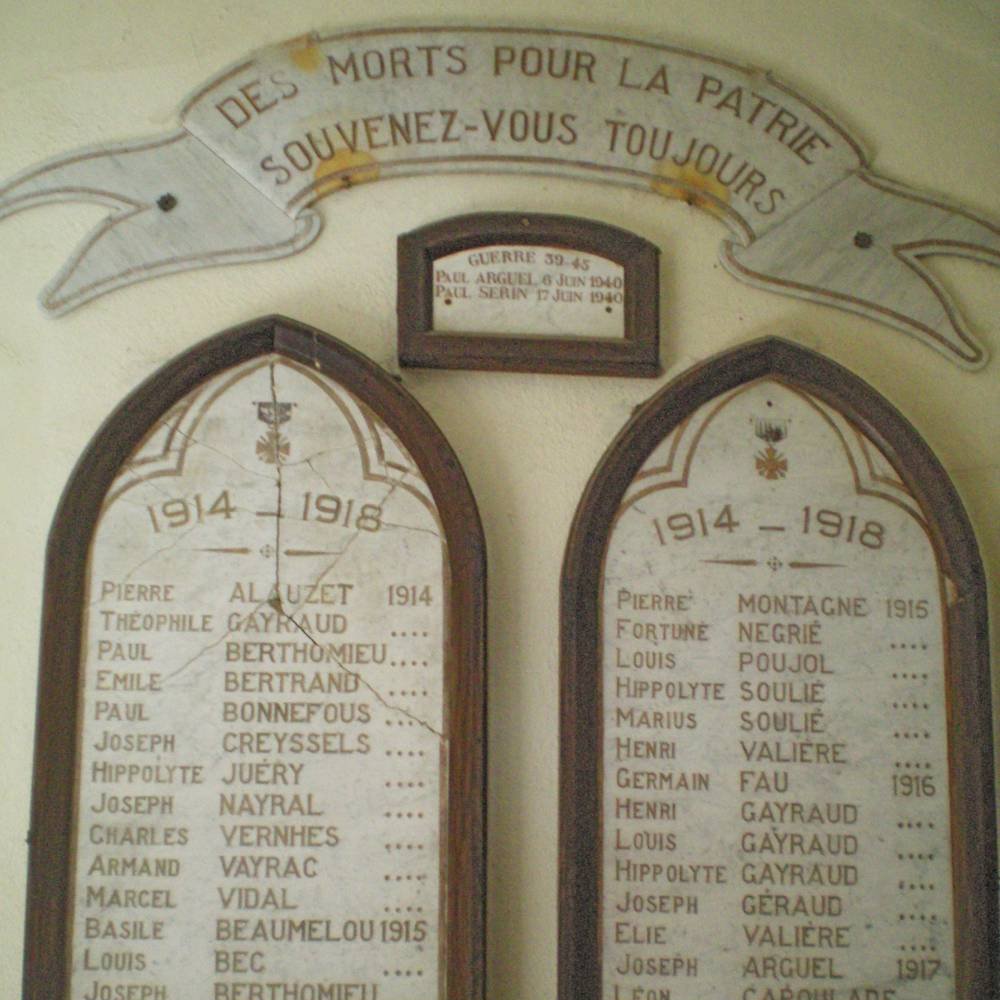 DES MORTS POUR LA PATRIE
SOUVENEZ-VOUS TOUJOURS
GUERRE 39-45
PAUL ARGUEL 6 JUIN 1940
PAUL SERIN 17 JUIN 1940
1914 – 1918
PIERRE ALAUZET 1914
THÉOPHILE GAYRAUD ....
PAUL BERTHOMIEU ....
EMILE BERTRAND ....
PAUL BONNEFOUS ....
JOSEPH CREYSSELS ....
HIPPOLYTE JUÉRY ....
JOSEPH NAYRAL ....
CHARLES VERNHES ....
ARMAND VAYRAC ....
MARCEL VIDAL ....
BASILE BEAUMELOU 1915
LOUIS BEC ....
JOSEPH BERTHOMIEU
1914 – 1918
PIERRE MONTAGNE 1915
FORTUNÉ NEGRIÉ ....
LOUIS POUJOL ....
HIPPOLYTE SOULIÉ ....
MARIUS SOULIÉ ....
HENRI VALIÈRE ....
GERMAIN FAU 1916
HENRI GAYRAUD ....
LOUIS GAYRAUD ....
HIPPOLYTE GAYRAUD ....
JOSEPH GÉRAUD ....
ELIE VALIÈRE ....
JOSEPH ARGUEL 1917
LÉON